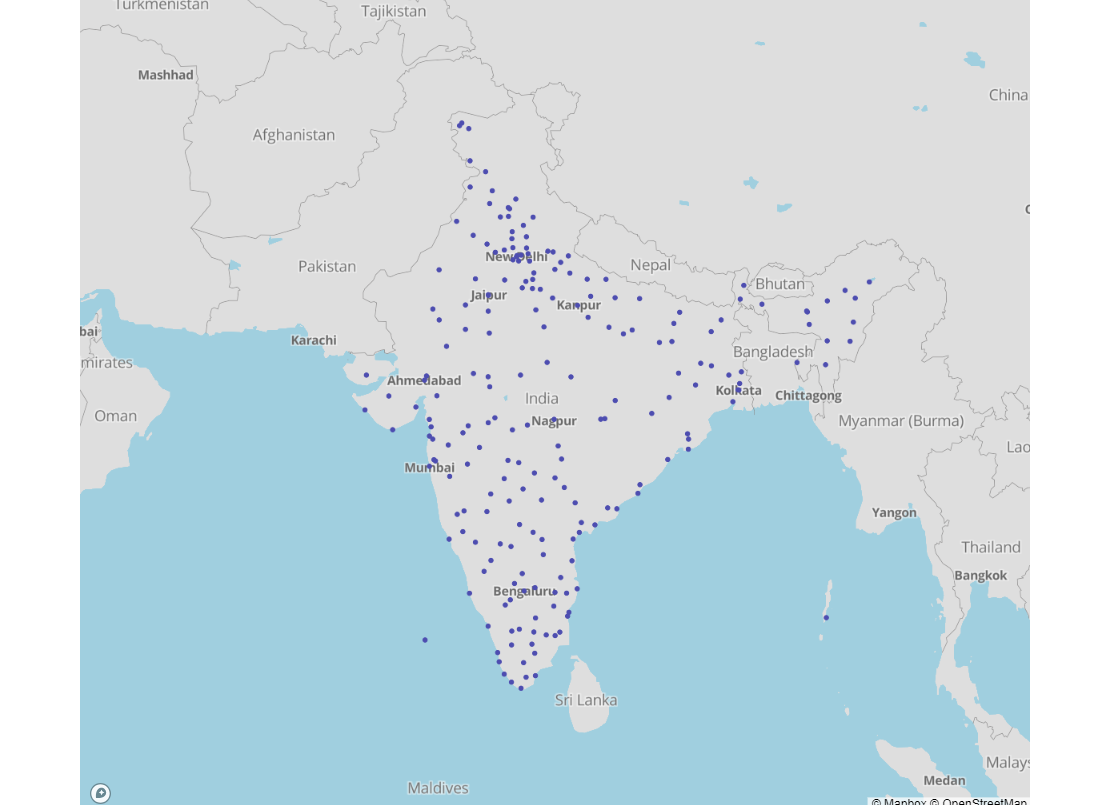 Turkmenistan
Tajikistan
Mashhad
China
Afghanistan
Pakistan
New Delhi
Nepal
Bhutan
Jaipur
Kanpur
bai
Karachi
Bangladesh
mirates
Ahmedabad
Kolkata
Chittagong
India
Oman
Nagpur
Myanmar (Burma)
Lao
Mumbai
Yangon
Thailand
Bangkok
Bengaluru
Sri Lanka
Malays
Medan
Maldives
© Mapbox © OpenStreetMap